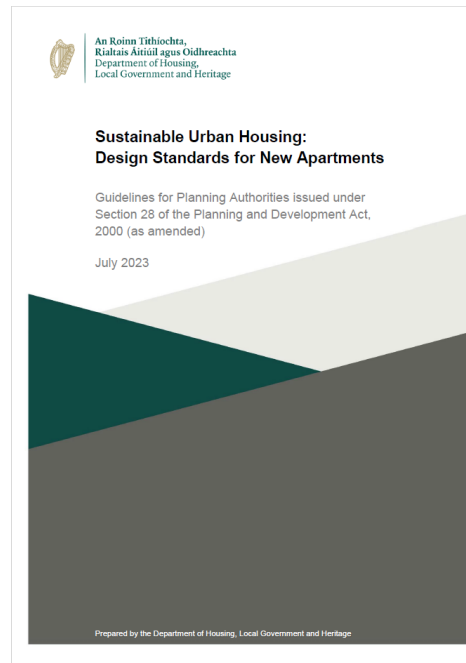 An Roinn Tithíochta,
Rialtais Áitiúil agus Oidhreachta
Department of Housing,
Local Government and Heritage
Sustainable Urban Housing:
Design Standards for New Apartments
Guidelines for Planning Authorities issued under
Section 28 of the Planning and Development Act,
2000 (as amended)
July 2023
Prepared by the Department of Housing, Local Government and Heritage